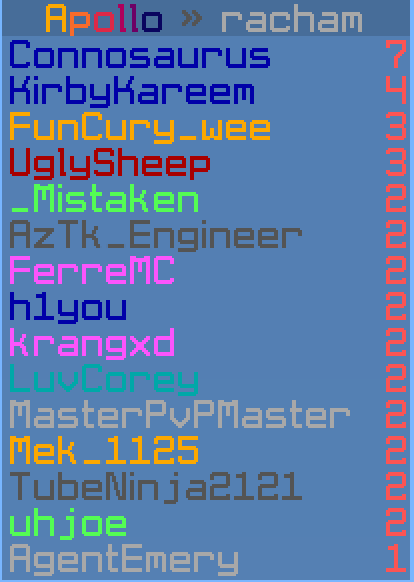 Apollo » racham
Connosaurus 7
KirbyKareem 4
FunCury_wee 3
UglySheep 3
_Mistaken 2
AzTk_Engineer 2
FerreMC 2
h1you 2
krangxd 2
LuvCorey 2
MasterPvPMaster 2
Mek_1125 2
TubeNinja2121 2
uhjoe 2
AgentEmery 1